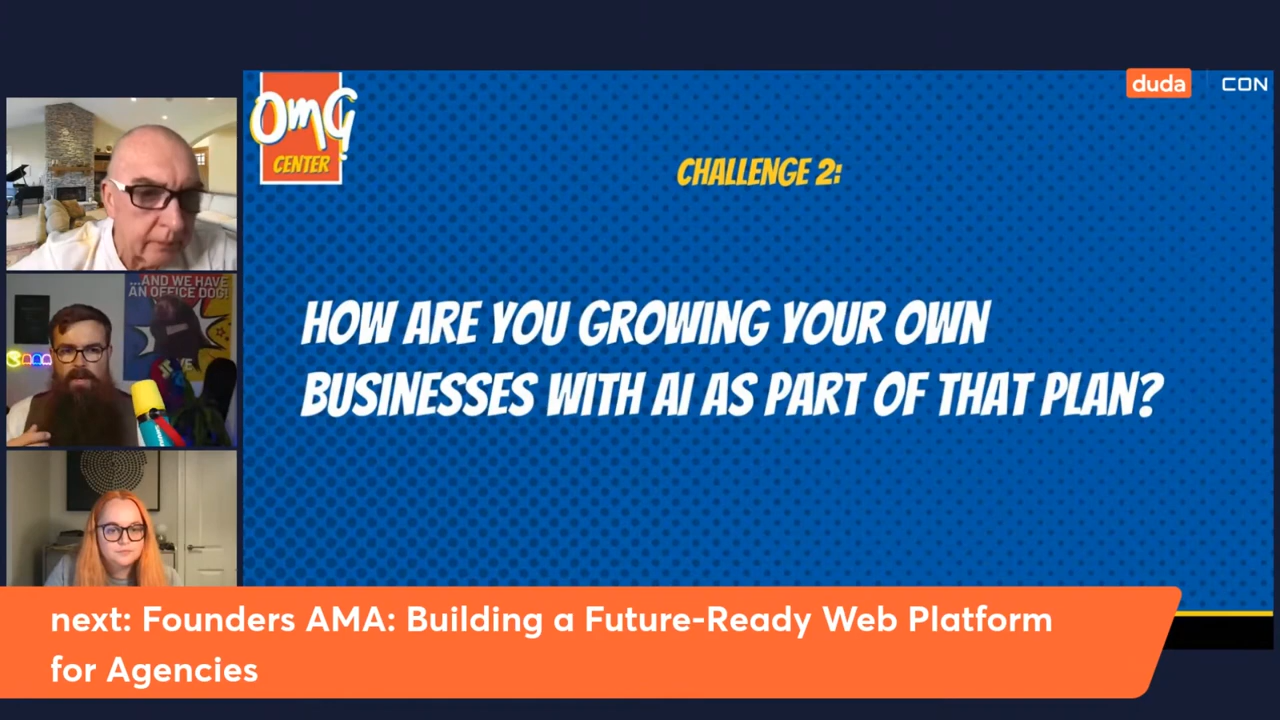 duda CON
OMG
CENTER
CHALLENGE 2:
HOW ARE YOU GROWING YOUR OWN
BUSINESSES WITH AI AS PART OF THAT PLAN?
...AND WE HAVE
AN OFFICE DOG!
next: Founders AMA: Building a Future-Ready Web Platform
for Agencies